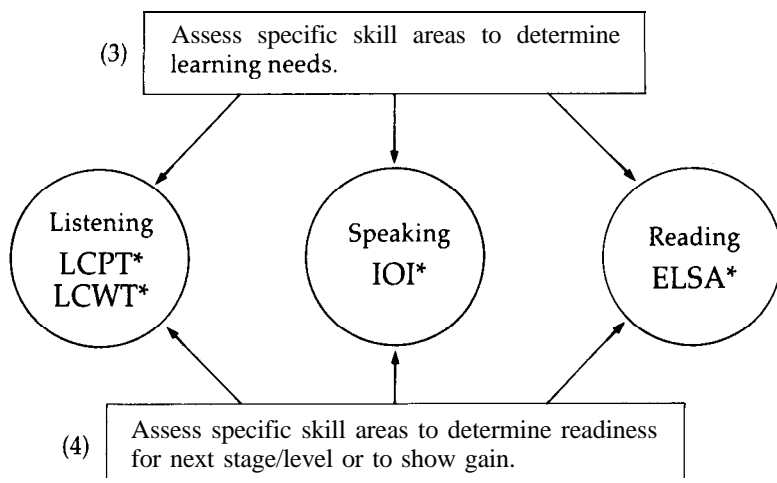 (3)
Assess specific skill areas to determine
learning needs.
Listening
LCPT*
LCWT*
Speaking
IOI*
Reading
ELSA*
(4)
Assess specific skill areas to determine readiness
for next stage/level or to show gain.